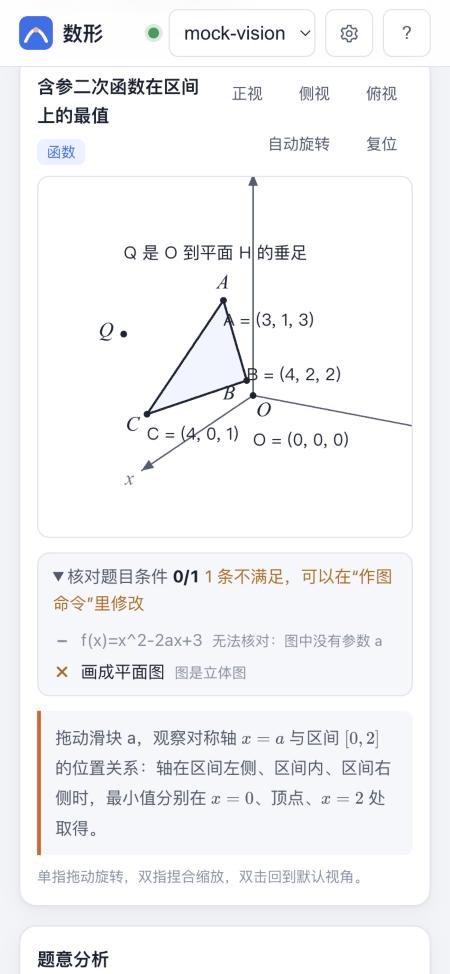 数形
mock-vision
?
含参二次函数在区间
上的最值
正视 侧视 俯视
函数
自动旋转 复位
Q 是 O 到平面 H 的垂足
A
A = (3, 1, 3)
Q
B = (4, 2, 2)
B
O
C
C = (4, 0, 1)
O = (0, 0, 0)
x
▼核对题目条件 0/1 1 条不满足，可以在“作图
命令”里修改
– f(x)=x^2-2ax+3 无法核对：图中没有参数 a
× 画成平面图 图是立体图
拖动滑块 a，观察对称轴 x = a 与区间 [0, 2]
的位置关系：轴在区间左侧、区间内、区间右
侧时，最小值分别在 x = 0、顶点、x = 2 处
取得。
单指拖动旋转，双指捏合缩放，双击回到默认视角。
题意分析